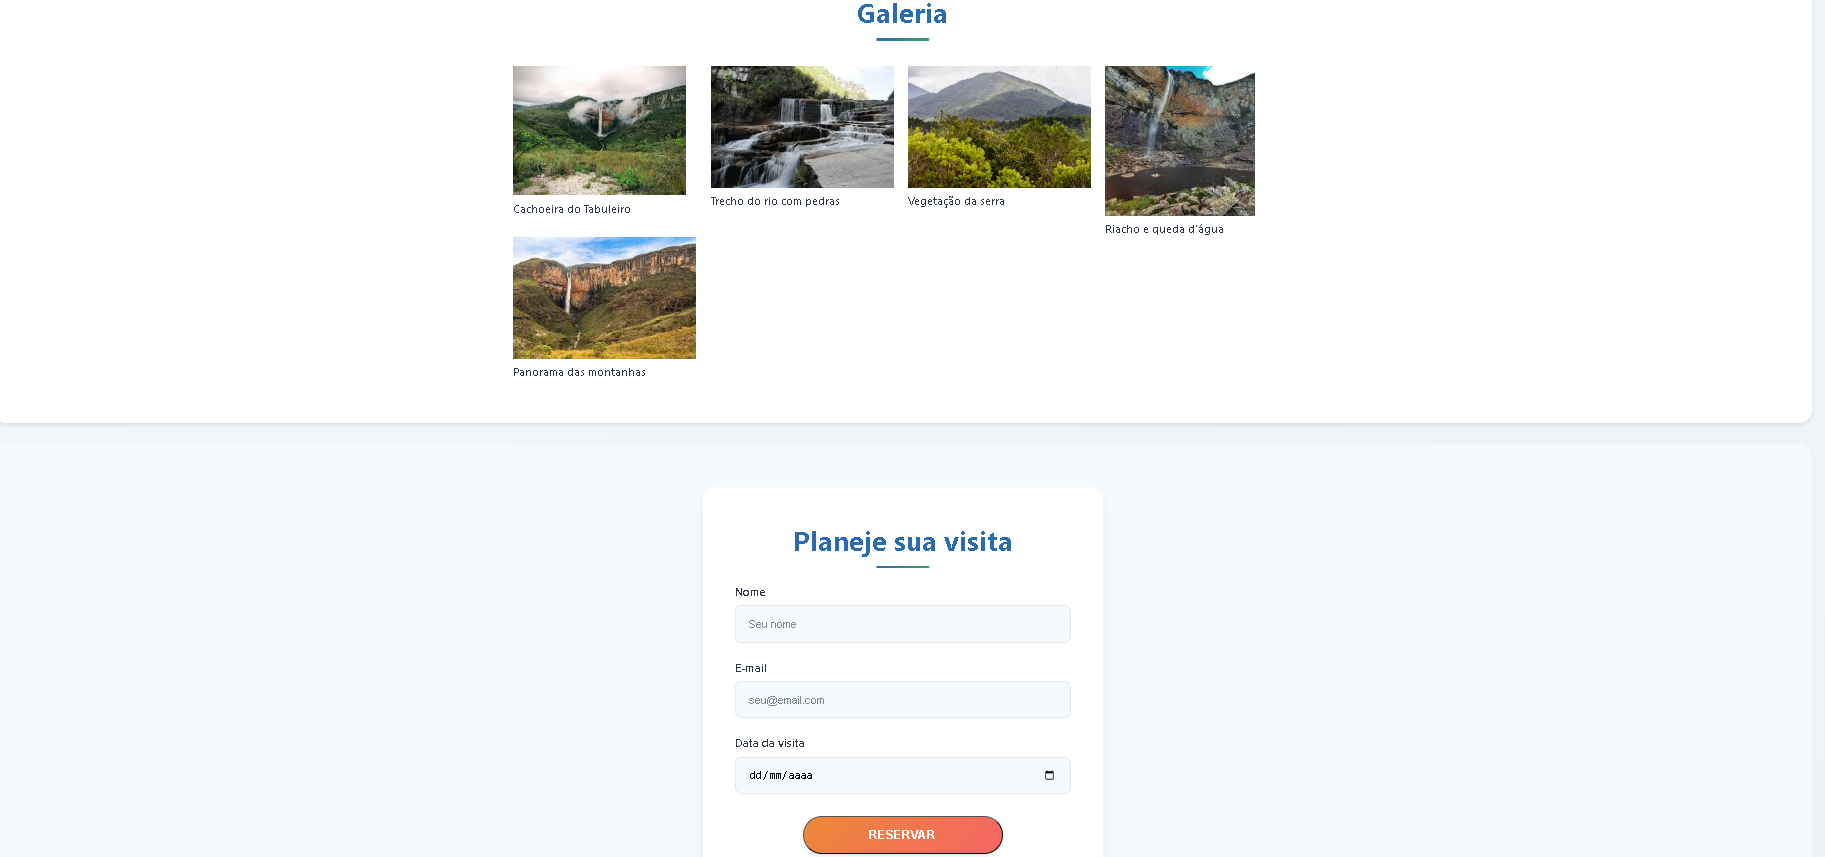 Galeria
Cachoeira do Tabuleiro
Trecho do rio com pedras
Vegetação da serra
Riacho e queda d'água
Panorama das montanhas
Planeje sua visita
Nome
Seu nome
E-mail
seu@email.com
Data da visita
dd/mm/aaaa
RESERVAR